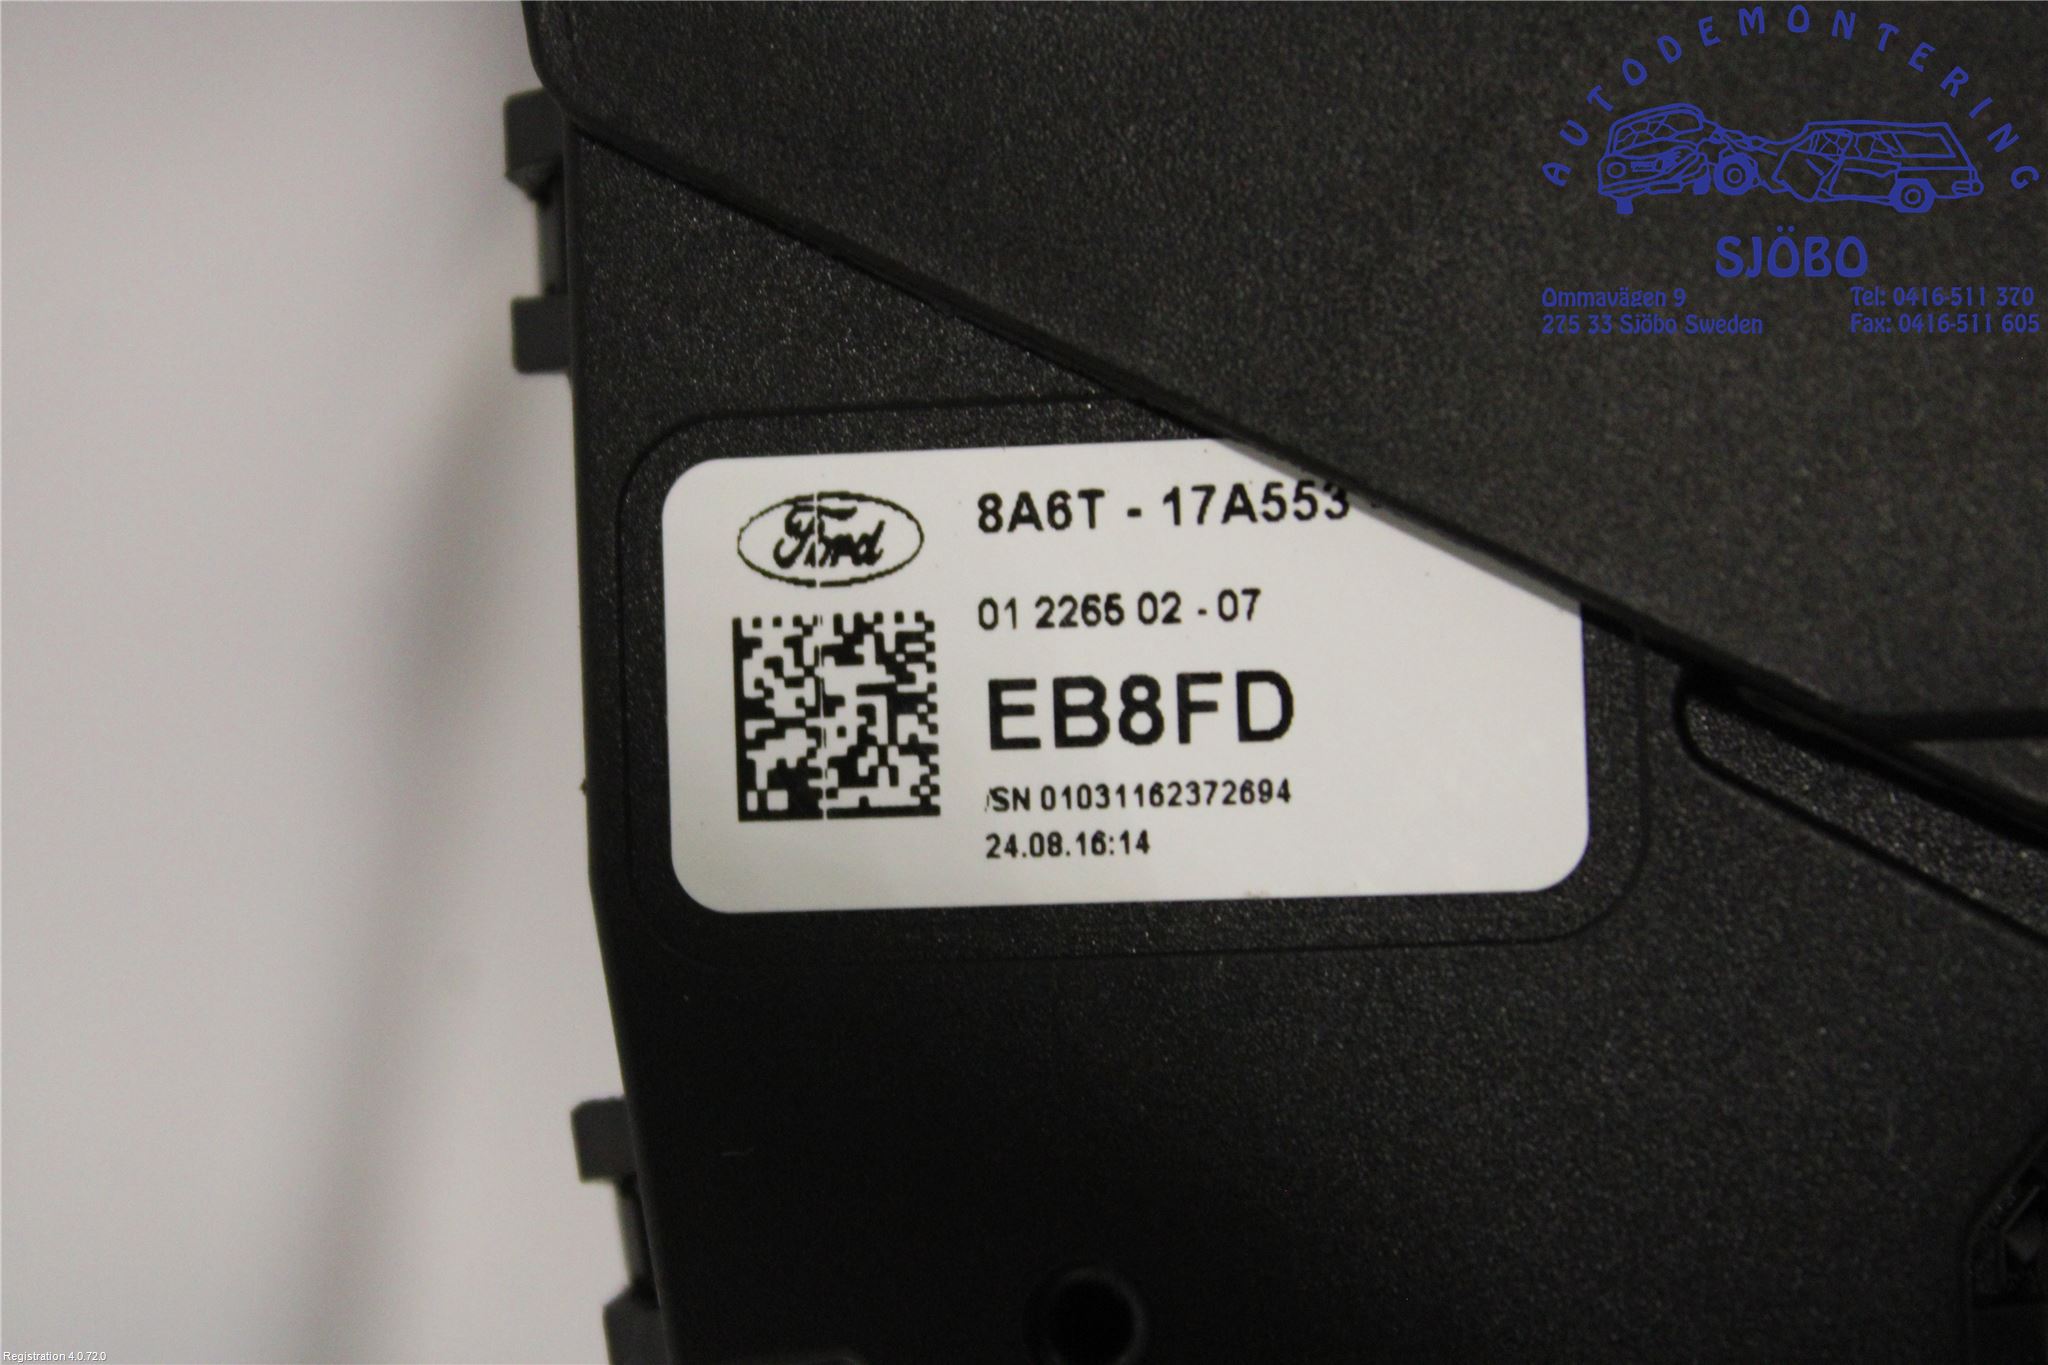 AUTODEMONTERING
SJÖBO
Ommavägen 9
275 33 Sjöbo Sweden
Tel: 0416-511 370
Fax: 0416-511 605
Ford
8A6T - 17A553
01 2265 02 - 07
EB8FD
/SN 01031162372694
24.08.16:14
Registration 4.0.72.0